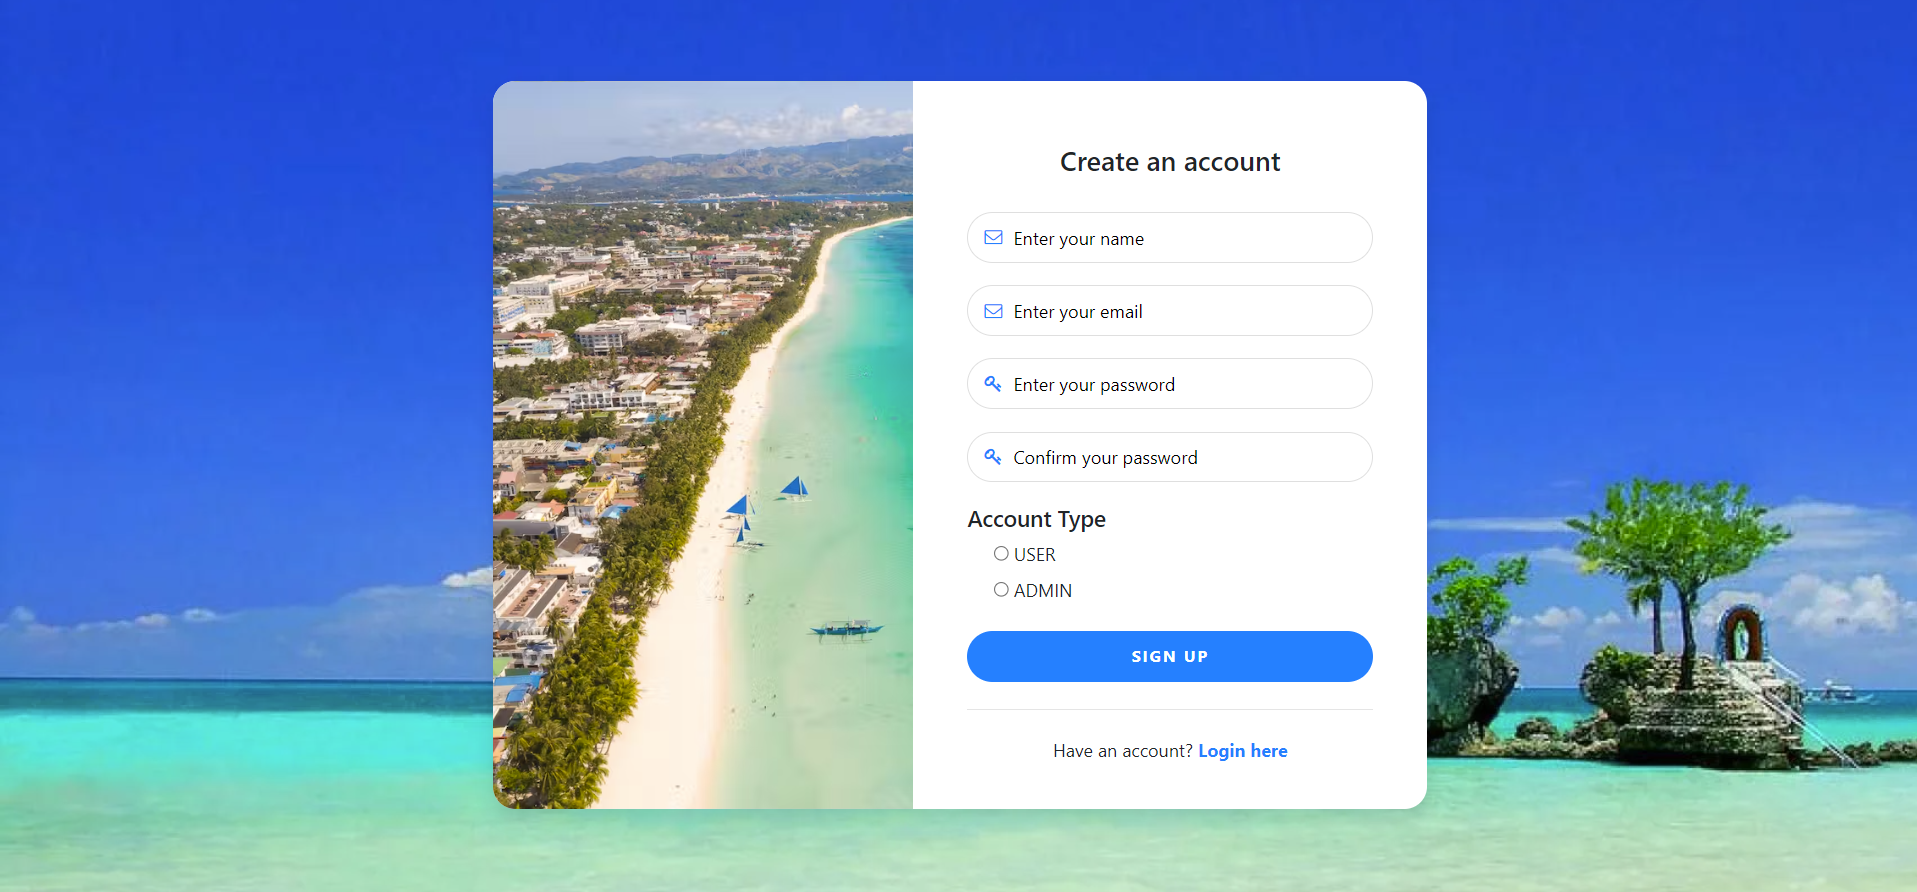 Create an account
Enter your name
Enter your email
Enter your password
Confirm your password
Account Type
USER
ADMIN
SIGN UP
Have an account? Login here